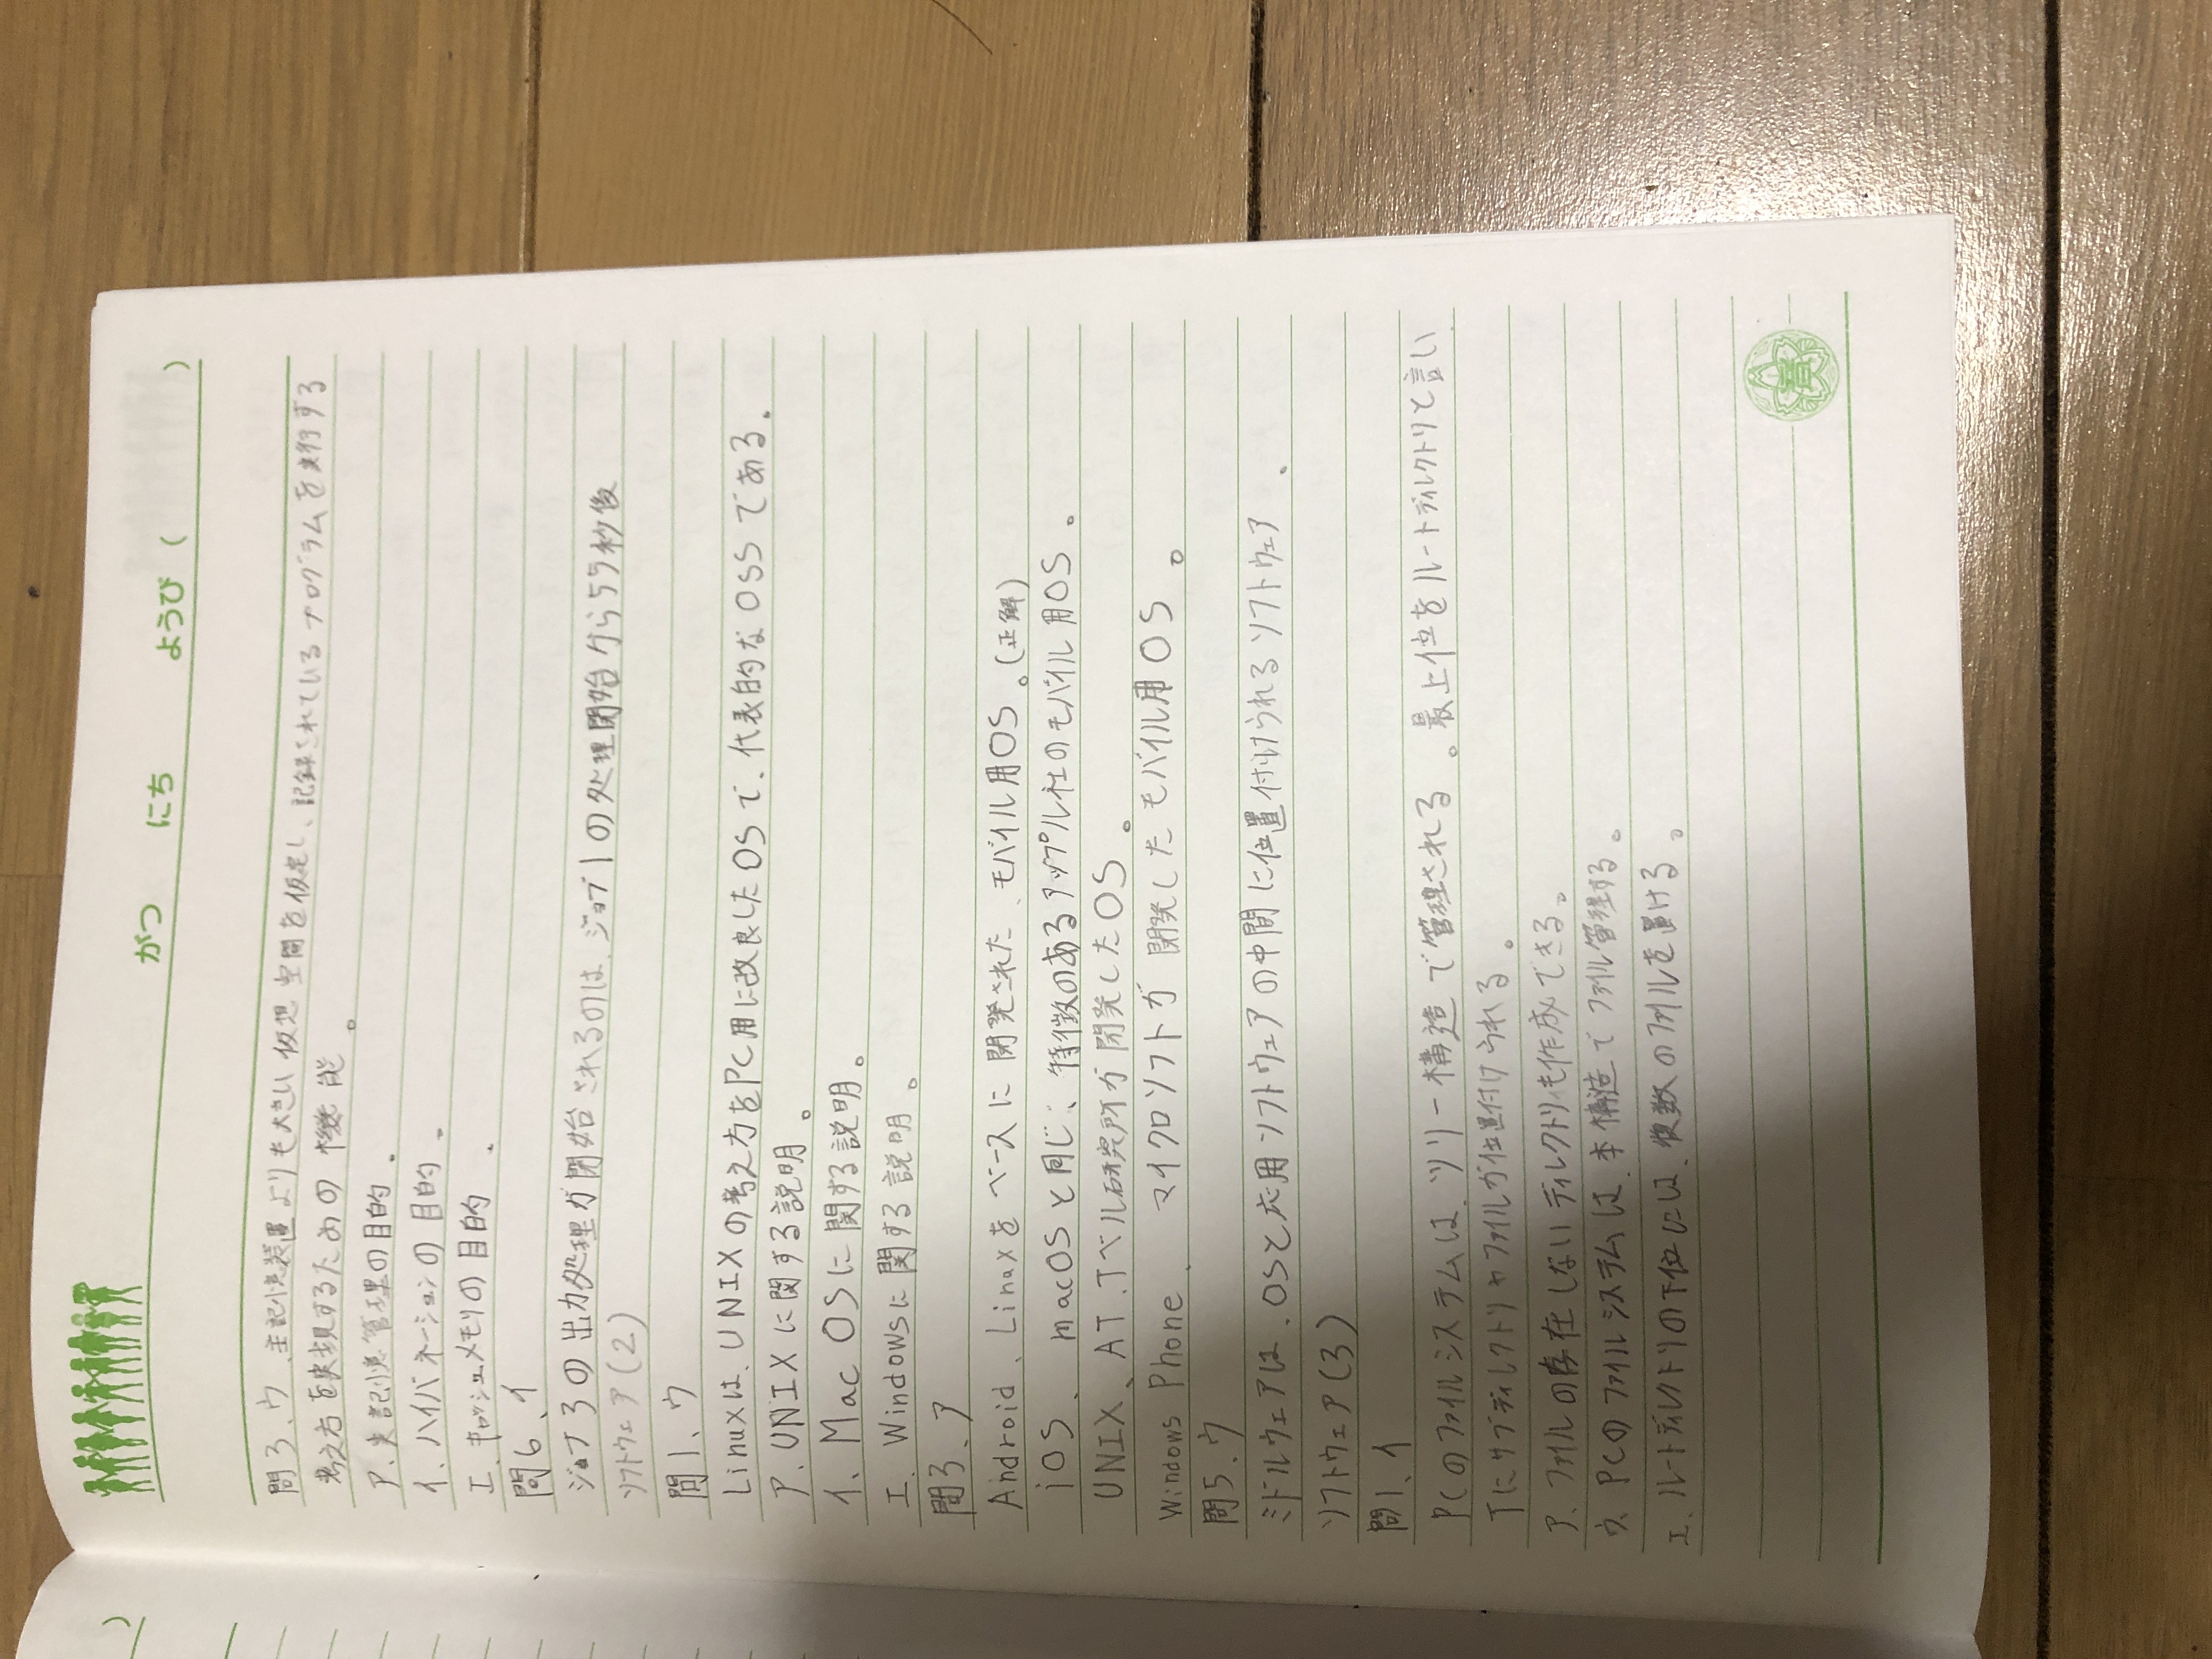 )
がつ にち ようび ( )
問3、ウ、主記憶装置よりも大きい仮想空間を仮定し、記録されているプログラムを実行する
考え方を実現するための機能。
ア、実記憶管理の目的。
イ、ハイバネーションの目的。
エ、キャッシュメモリの目的。
問6、イ
ジョブ3の出力処理が開始されるのは、ジョブ1の処理開始から55秒後
ソフトウェア(2)
問1、ウ
Linuxは、UNIXの考え方をPC用に改良したOSで、代表的なOSSである。
ア、UNIXに関する説明。
イ、Mac OSに関する説明。
エ、Windowsに関する説明。
問3、ア
Android、Linuxをベースに開発された、モバイル用OS。(正解)
iOS、macOSと同じ、特徴のあるアップル社のモバイル用OS。
UNIX、AT.Tベル研究所が開発したOS。
Windows Phone、マイクロソフトが開発したモバイル用OS。
問5、ウ
ミドルウェアは、OSと応用ソフトウェアの中間に位置付けられるソフトウェア、
ソフトウェア(3)
問1、イ
PCのファイルシステムは、ツリー構造で管理される。最上位をルートディレクトリと言い、
下にサブディレクトリやファイルが位置付けられる。
ア、ファイルの存在しないディレクトリも作成できる。
ウ、PCのファイルシステムは、木構造でファイル管理する。
エ、ルートディレクトリの下位には、複数のファイルを置ける。